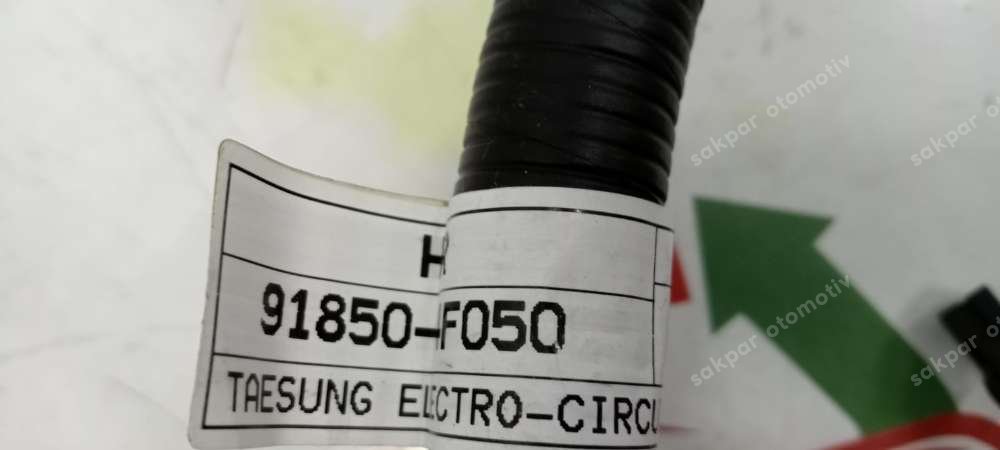 91850-F050
TAESUNG ELECTRO-CIRCU
sakpar otomotiv
sakpar otomotiv
sakpar otomotiv
sakpar otomotiv